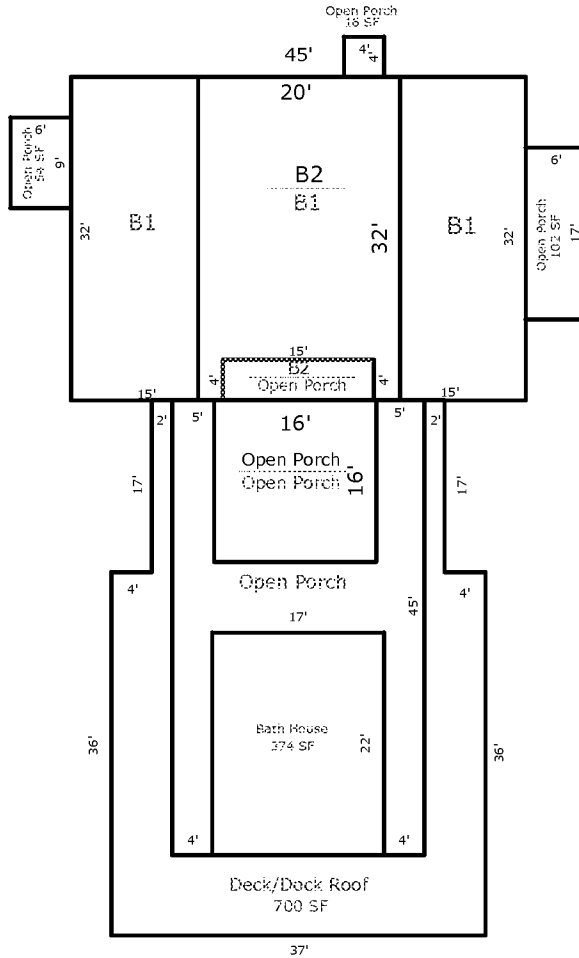 Open Porch
16 SF
4'
4'
45'
20'
6'
Open Porch
54 SF
9'
B2
B1
B1
B1
32'
32'
32'
6'
Open Porch
102 SF
17'
15'
B2
Open Porch
4'
4'
15'
15'
2'
5'
16'
5'
2'
Open Porch
Open Porch
16'
17'
17'
Open Porch
4'
4'
45'
17'
Bath House
374 SF
22'
36'
36'
4'
4'
Deck/Dock Roof
700 SF
37'